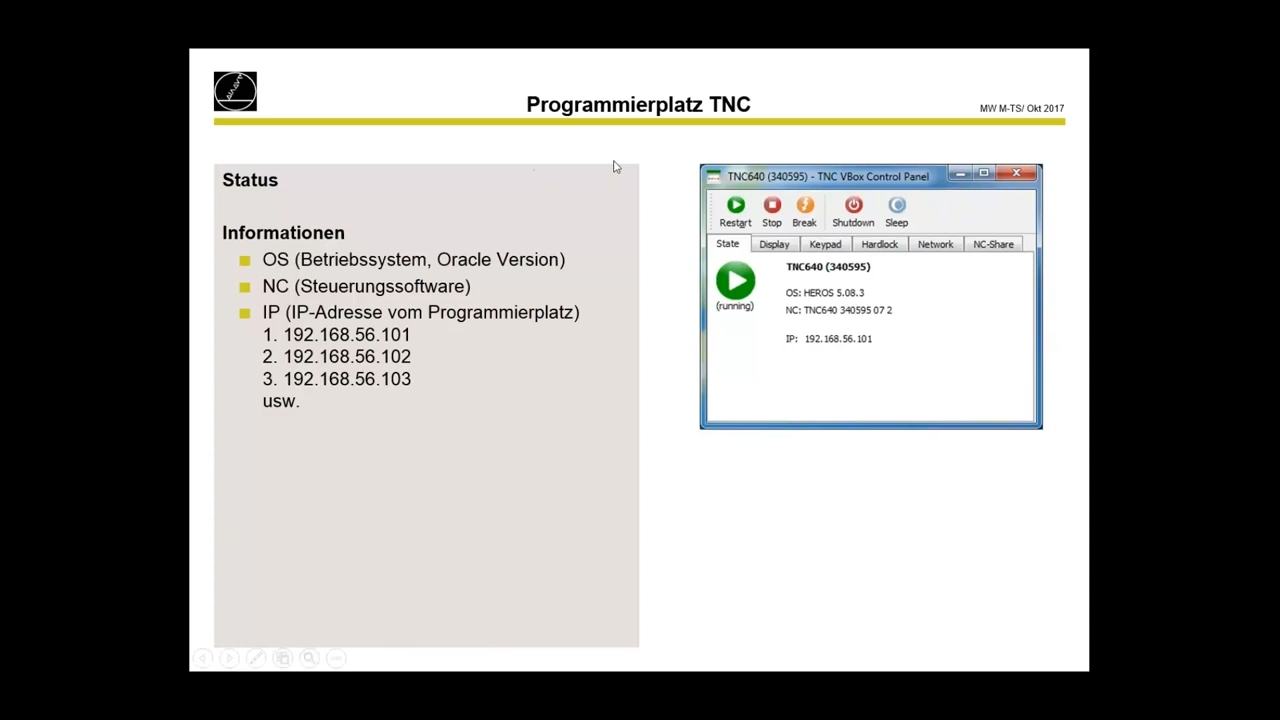 Programmierplatz TNC
MW M-TS/ Okt 2017
Status
Informationen
OS (Betriebssystem, Oracle Version)
NC (Steuerungssoftware)
IP (IP-Adresse vom Programmierplatz)
1. 192.168.56.101
2. 192.168.56.102
3. 192.168.56.103
usw.
TNC640 (340595) - TNC VBox Control Panel
Restart Stop Break Shutdown Sleep
State Display Keypad Hardlock Network NC-Share
TNC640 (340595)
(running)
OS: HEROS 5.08.3
NC: TNC640 340595 07 2
IP: 192.168.56.101